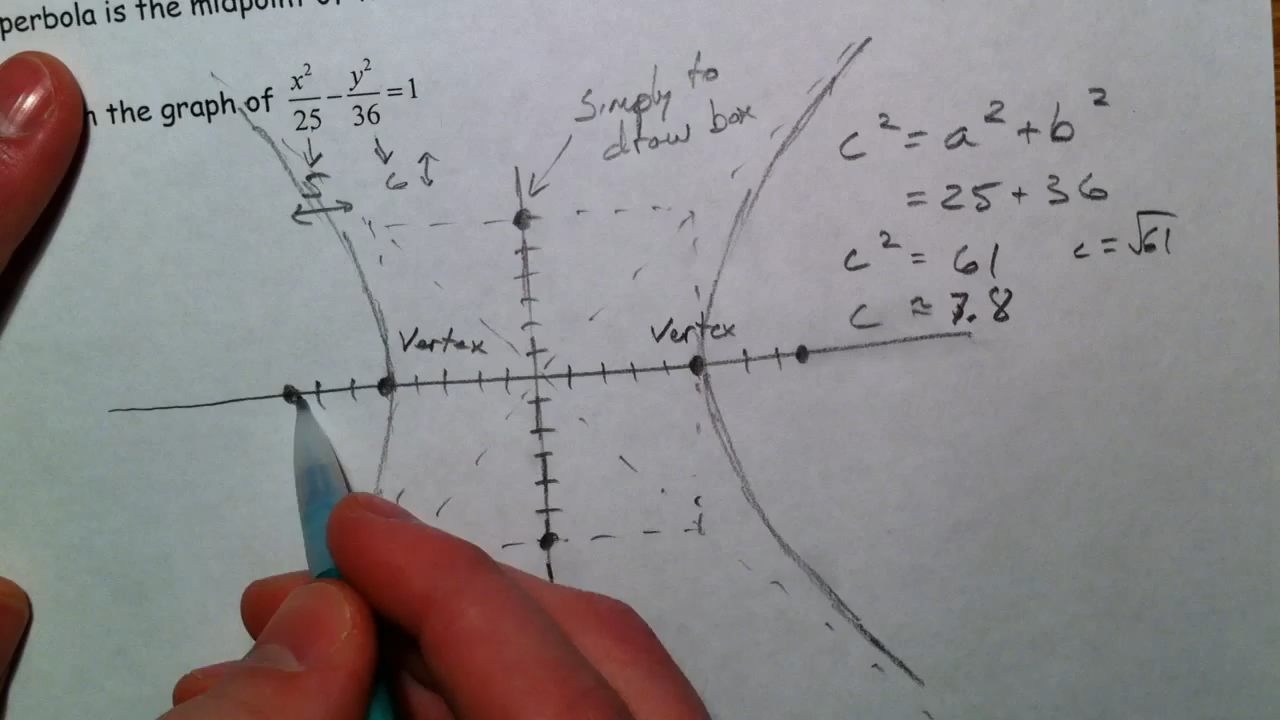 perbola is the midpoint of
the graph of x²/25 − y²/36 = 1
5 6
Simply to
draw box
Vertex Vertex
c² = a² + b²
= 25 + 36
c² = 61 c = √61
c ≈ 7.8